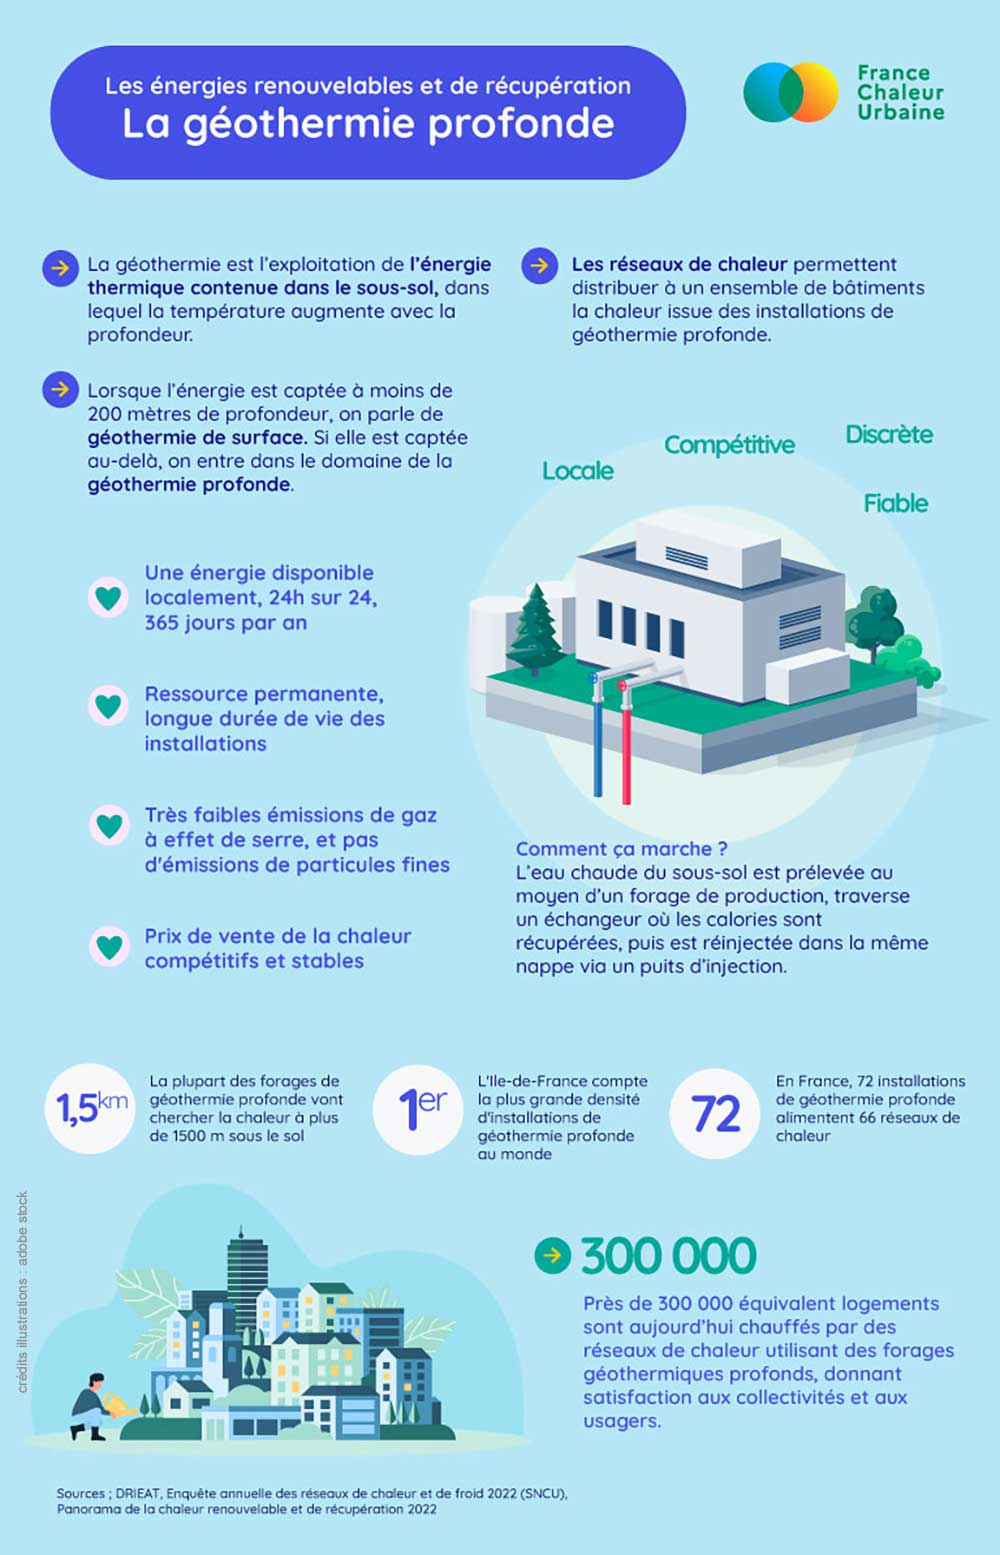 Les énergies renouvelables et de récupération
La géothermie profonde
France
Chaleur
Urbaine
La géothermie est l'exploitation de l'énergie
thermique contenue dans le sous-sol, dans
lequel la température augmente avec la
profondeur.
Lorsque l'énergie est captée à moins de
200 mètres de profondeur, on parle de
géothermie de surface. Si elle est captée
au-delà, on entre dans le domaine de la
géothermie profonde.
Les réseaux de chaleur permettent
distribuer à un ensemble de bâtiments
la chaleur issue des installations de
géothermie profonde.
Locale
Compétitive
Discrète
Fiable
Une énergie disponible
localement, 24h sur 24,
365 jours par an
Ressource permanente,
longue durée de vie des
installations
Très faibles émissions de gaz
à effet de serre, et pas
d'émissions de particules fines
Prix de vente de la chaleur
compétitifs et stables
Comment ça marche ?
L'eau chaude du sous-sol est prélevée au
moyen d'un forage de production, traverse
un échangeur où les calories sont
récupérées, puis est réinjectée dans la même
nappe via un puits d'injection.
1,5km
La plupart des forages de
géothermie profonde vont
chercher la chaleur à plus
de 1500 m sous le sol
1er
L'Ile-de-France compte
la plus grande densité
d'installations de
géothermie profonde
au monde
72
En France, 72 installations
de géothermie profonde
alimentent 66 réseaux de
chaleur
300 000
Près de 300 000 équivalent logements
sont aujourd'hui chauffés par des
réseaux de chaleur utilisant des forages
géothermiques profonds, donnant
satisfaction aux collectivités et aux
usagers.
crédits illustrations : adobe stock
Sources ; DRIEAT, Enquête annuelle des réseaux de chaleur et de froid 2022 (SNCU),
Panorama de la chaleur renouvelable et de récupération 2022